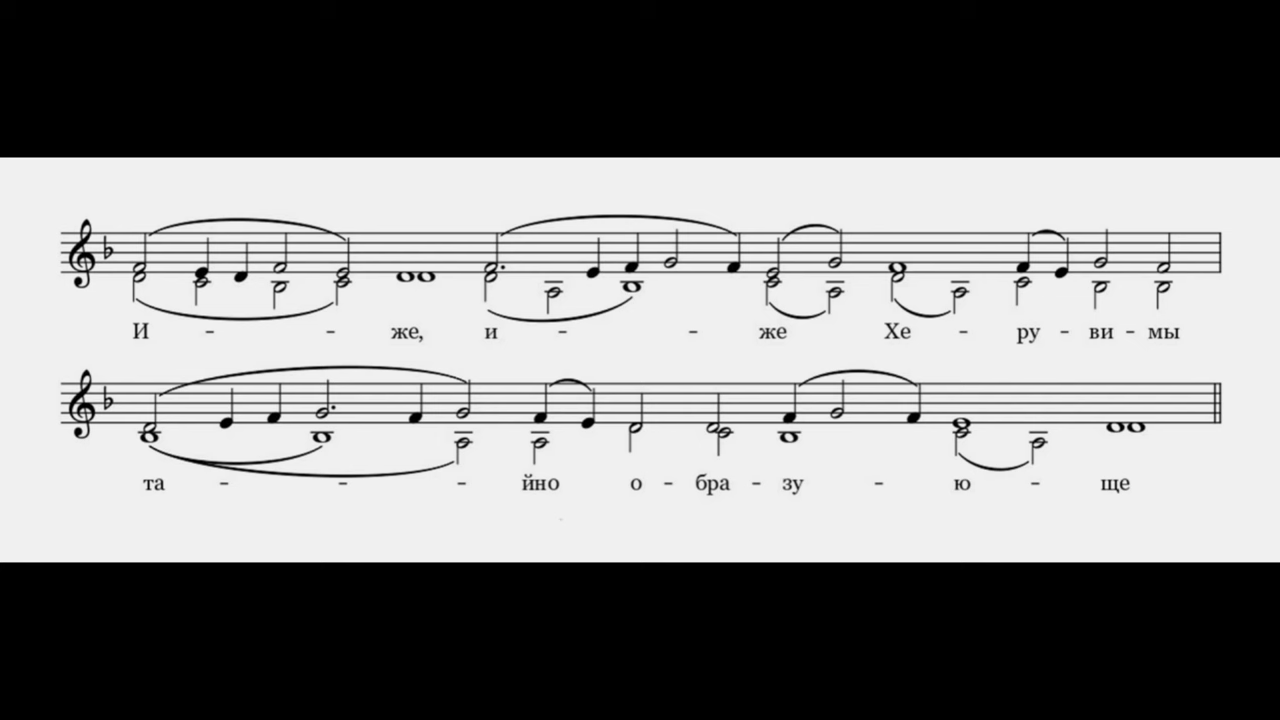 И - - же, и - - же Хе - ру - ви - мы
та - - - йно о - бра - зу - ю - ще